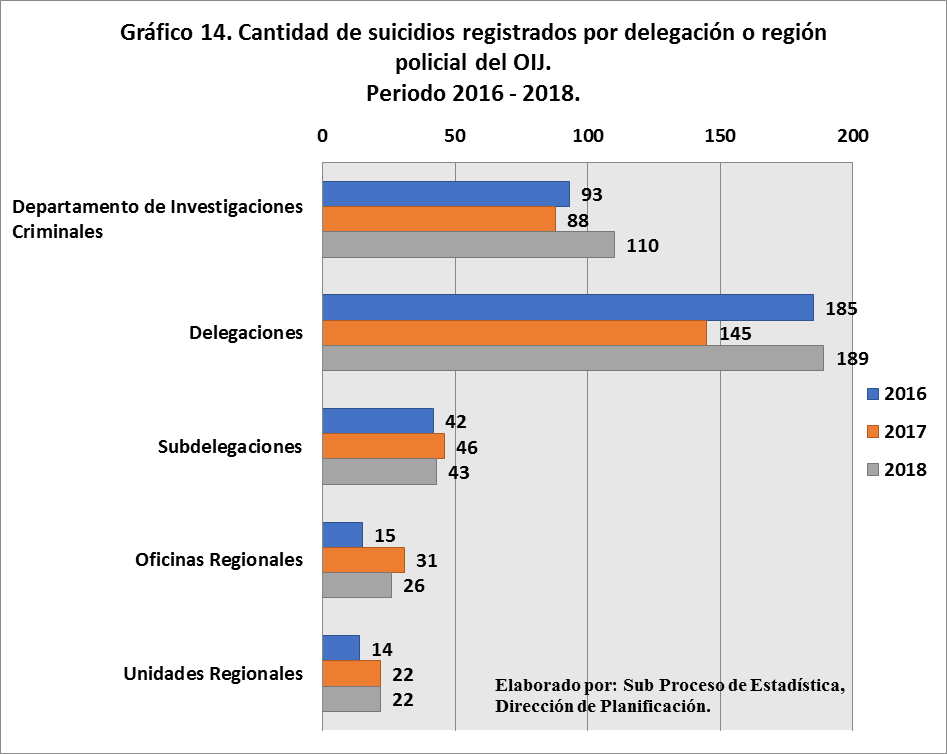 Gráfico 14. Cantidad de suicidios registrados por delegación o región
policial del OIJ.
Periodo 2016 - 2018.
0 50 100 150 200
Departamento de Investigaciones
Criminales
93
88
110
Delegaciones
185
145
189
Subdelegaciones
42
46
43
Oficinas Regionales
15
31
26
Unidades Regionales
14
22
22
2016
2017
2018
Elaborado por: Sub Proceso de Estadística,
Dirección de Planificación.